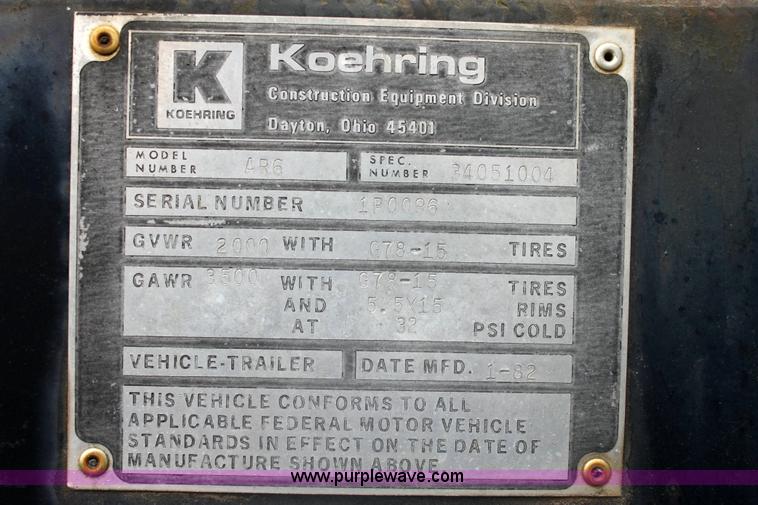 K
KOEHRING
Koehring
Construction Equipment Division
Dayton, Ohio 45401
MODEL NUMBER AR6
SPEC. NUMBER 34051004
SERIAL NUMBER 1P0096
GVWR 2000 WITH G78-15 TIRES
GAWR 3500 WITH G78-15 TIRES
AND 5.5X15 RIMS
AT 32 PSI COLD
VEHICLE-TRAILER DATE MFD. 1-82
THIS VEHICLE CONFORMS TO ALL
APPLICABLE FEDERAL MOTOR VEHICLE
STANDARDS IN EFFECT ON THE DATE OF
MANUFACTURE SHOWN ABOVE
www.purplewave.com